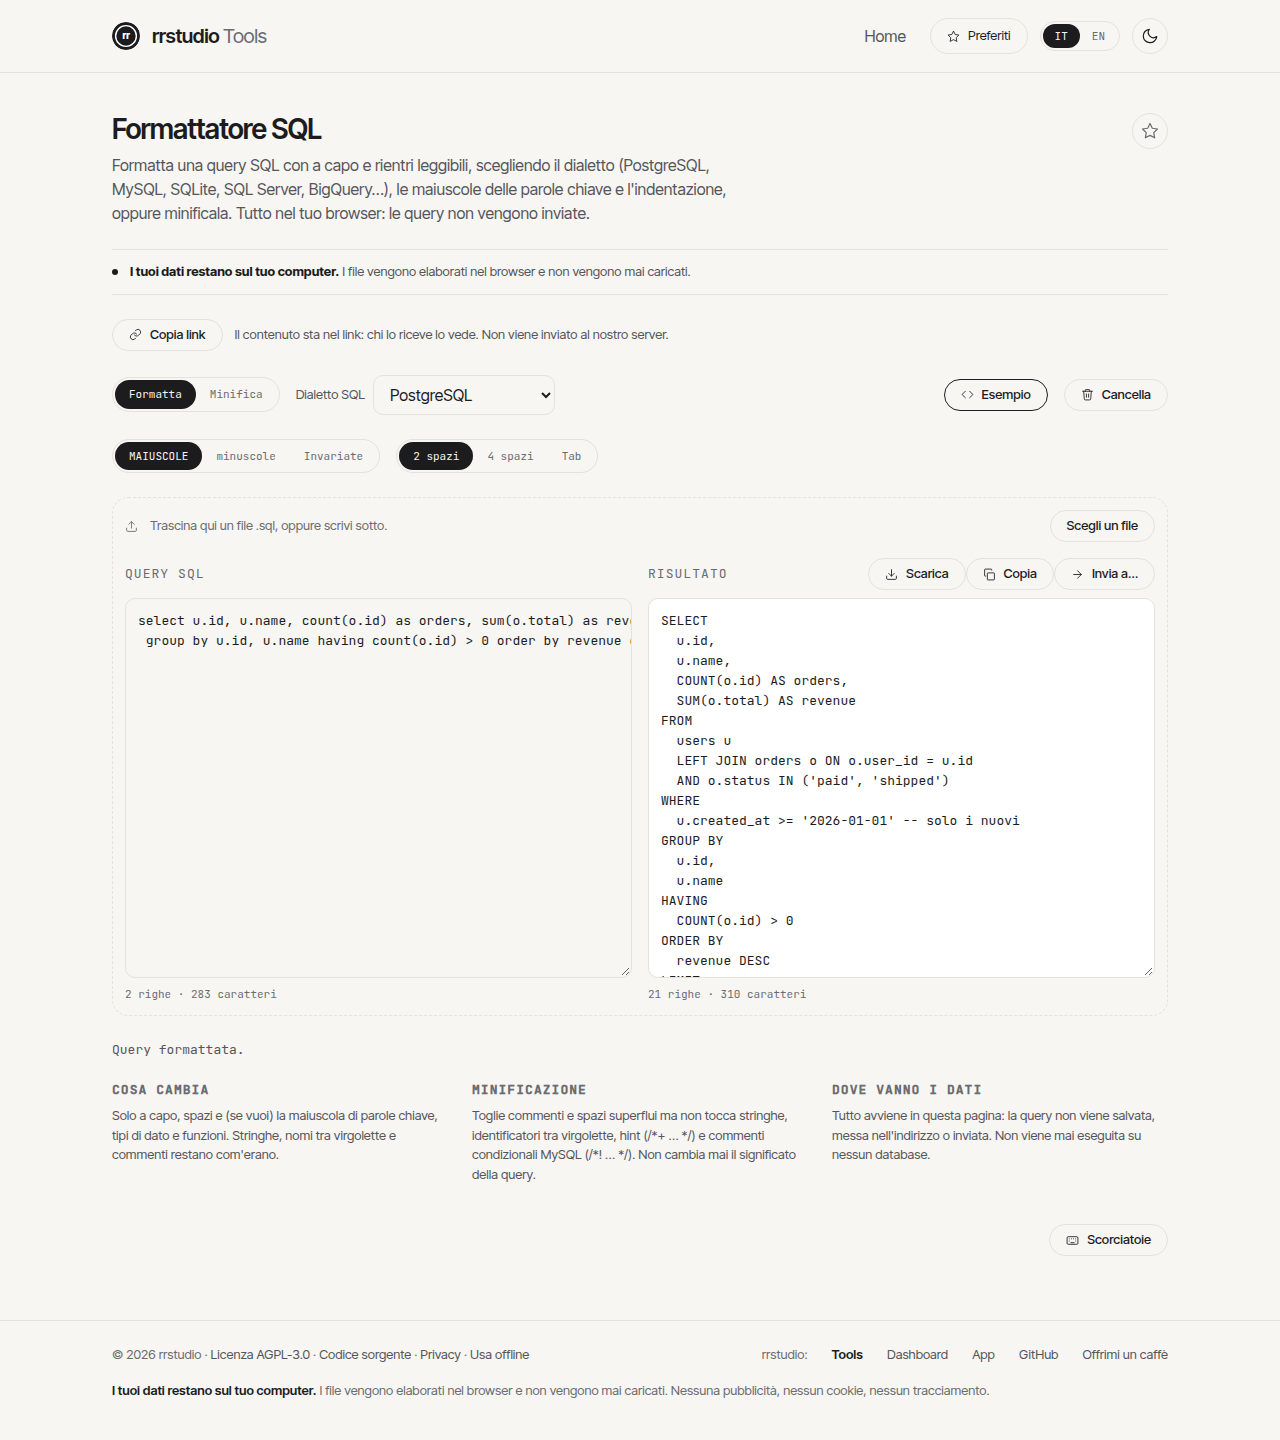 rr rrstudio Tools
Home
Preferiti
IT EN
Formattatore SQL
Formatta una query SQL con a capo e rientri leggibili, scegliendo il dialetto (PostgreSQL,
MySQL, SQLite, SQL Server, BigQuery…), le maiuscole delle parole chiave e l'indentazione,
oppure minificala. Tutto nel tuo browser: le query non vengono inviate.
I tuoi dati restano sul tuo computer. I file vengono elaborati nel browser e non vengono mai caricati.
Copia link
Il contenuto sta nel link: chi lo riceve lo vede. Non viene inviato al nostro server.
Formatta Minifica
Dialetto SQL
PostgreSQL
Esempio
Cancella
MAIUSCOLE minuscole Invariate
2 spazi 4 spazi Tab
Trascina qui un file .sql, oppure scrivi sotto.
Scegli un file
QUERY SQL
select u.id, u.name, count(o.id) as orders, sum(o.total) as rev
group by u.id, u.name having count(o.id) > 0 order by revenue
2 righe · 283 caratteri
RISULTATO
Scarica
Copia
Invia a…
SELECT
u.id,
u.name,
COUNT(o.id) AS orders,
SUM(o.total) AS revenue
FROM
users u
LEFT JOIN orders o ON o.user_id = u.id
AND o.status IN ('paid', 'shipped')
WHERE
u.created_at >= '2026-01-01' -- solo i nuovi
GROUP BY
u.id,
u.name
HAVING
COUNT(o.id) > 0
ORDER BY
revenue DESC
21 righe · 310 caratteri
Query formattata.
COSA CAMBIA
Solo a capo, spazi e (se vuoi) la maiuscola di parole chiave,
tipi di dato e funzioni. Stringhe, nomi tra virgolette e
commenti restano com'erano.
MINIFICAZIONE
Toglie commenti e spazi superflui ma non tocca stringhe,
identificatori tra virgolette, hint (/*+ … */) e commenti
condizionali MySQL (/*! … */). Non cambia mai il significato
della query.
DOVE VANNO I DATI
Tutto avviene in questa pagina: la query non viene salvata,
messa nell'indirizzo o inviata. Non viene mai eseguita su
nessun database.
Scorciatoie
© 2026 rrstudio · Licenza AGPL-3.0 · Codice sorgente · Privacy · Usa offline
rrstudio: Tools Dashboard App GitHub Offrimi un caffè
I tuoi dati restano sul tuo computer. I file vengono elaborati nel browser e non vengono mai caricati. Nessuna pubblicità, nessun cookie, nessun tracciamento.